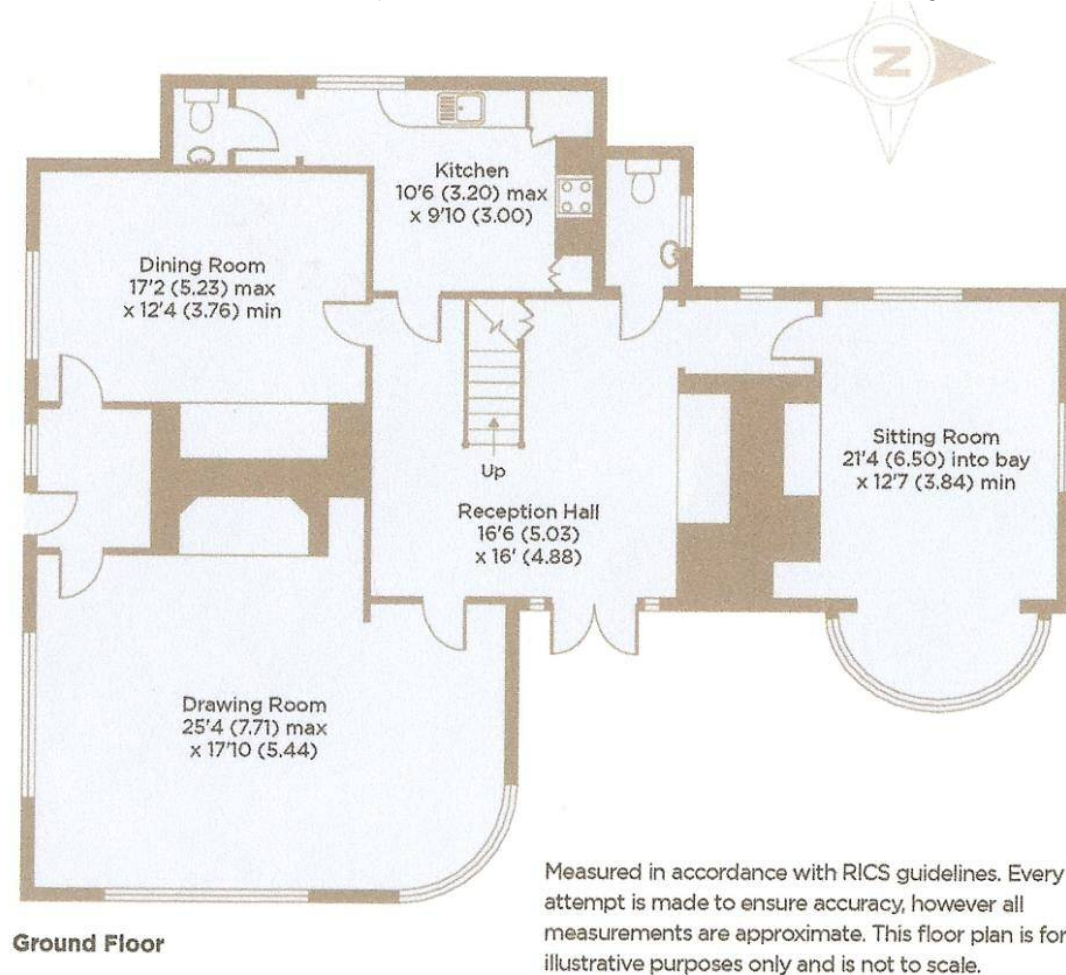 N
Kitchen
10'6 (3.20) max
x 9'10 (3.00)
Dining Room
17'2 (5.23) max
x 12'4 (3.76) min
Up
Reception Hall
16'6 (5.03)
x 16' (4.88)
Sitting Room
21'4 (6.50) into bay
x 12'7 (3.84) min
Drawing Room
25'4 (7.71) max
x 17'10 (5.44)
Ground Floor
Measured in accordance with RICS guidelines. Every
attempt is made to ensure accuracy, however all
measurements are approximate. This floor plan is for
illustrative purposes only and is not to scale.